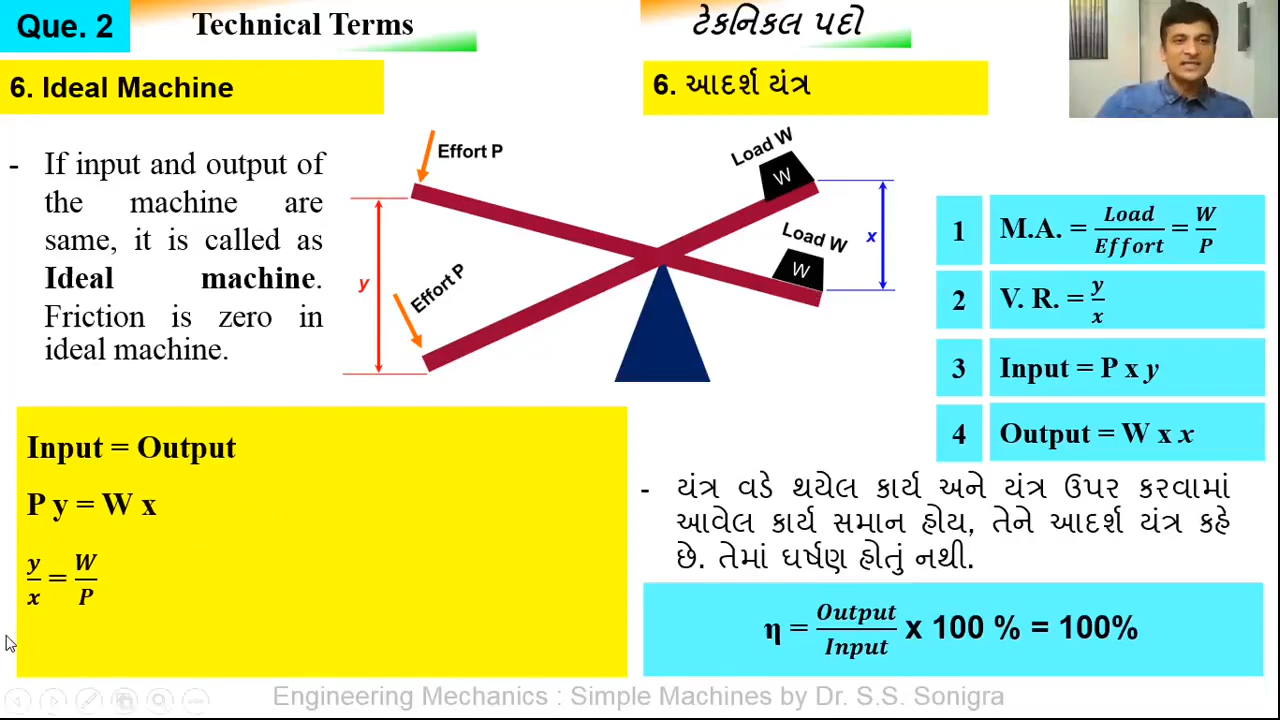 Que. 2
Technical Terms
ટેકનિકલ પદો
6. Ideal Machine
6. આદર્શ યંત્ર
- If input and output of
the machine are
same, it is called as
Ideal machine.
Friction is zero in
ideal machine.
Effort P
Load W
W
Load W
W
x
y
Effort P
1 M.A. = Load/Effort = W/P
2 V. R. = y/x
3 Input = P x y
4 Output = W x x
Input = Output
P y = W x
y/x = W/P
- યંત્ર વડે થયેલ કાર્ય અને યંત્ર ઉપર કરવામાં
આવેલ કાર્ય સમાન હોય, તેને આદર્શ યંત્ર કહે
છે. તેમાં ઘર્ષણ હોતું નથી.
η = Output/Input x 100 % = 100%
Engineering Mechanics : Simple Machines by Dr. S.S. Sonigra